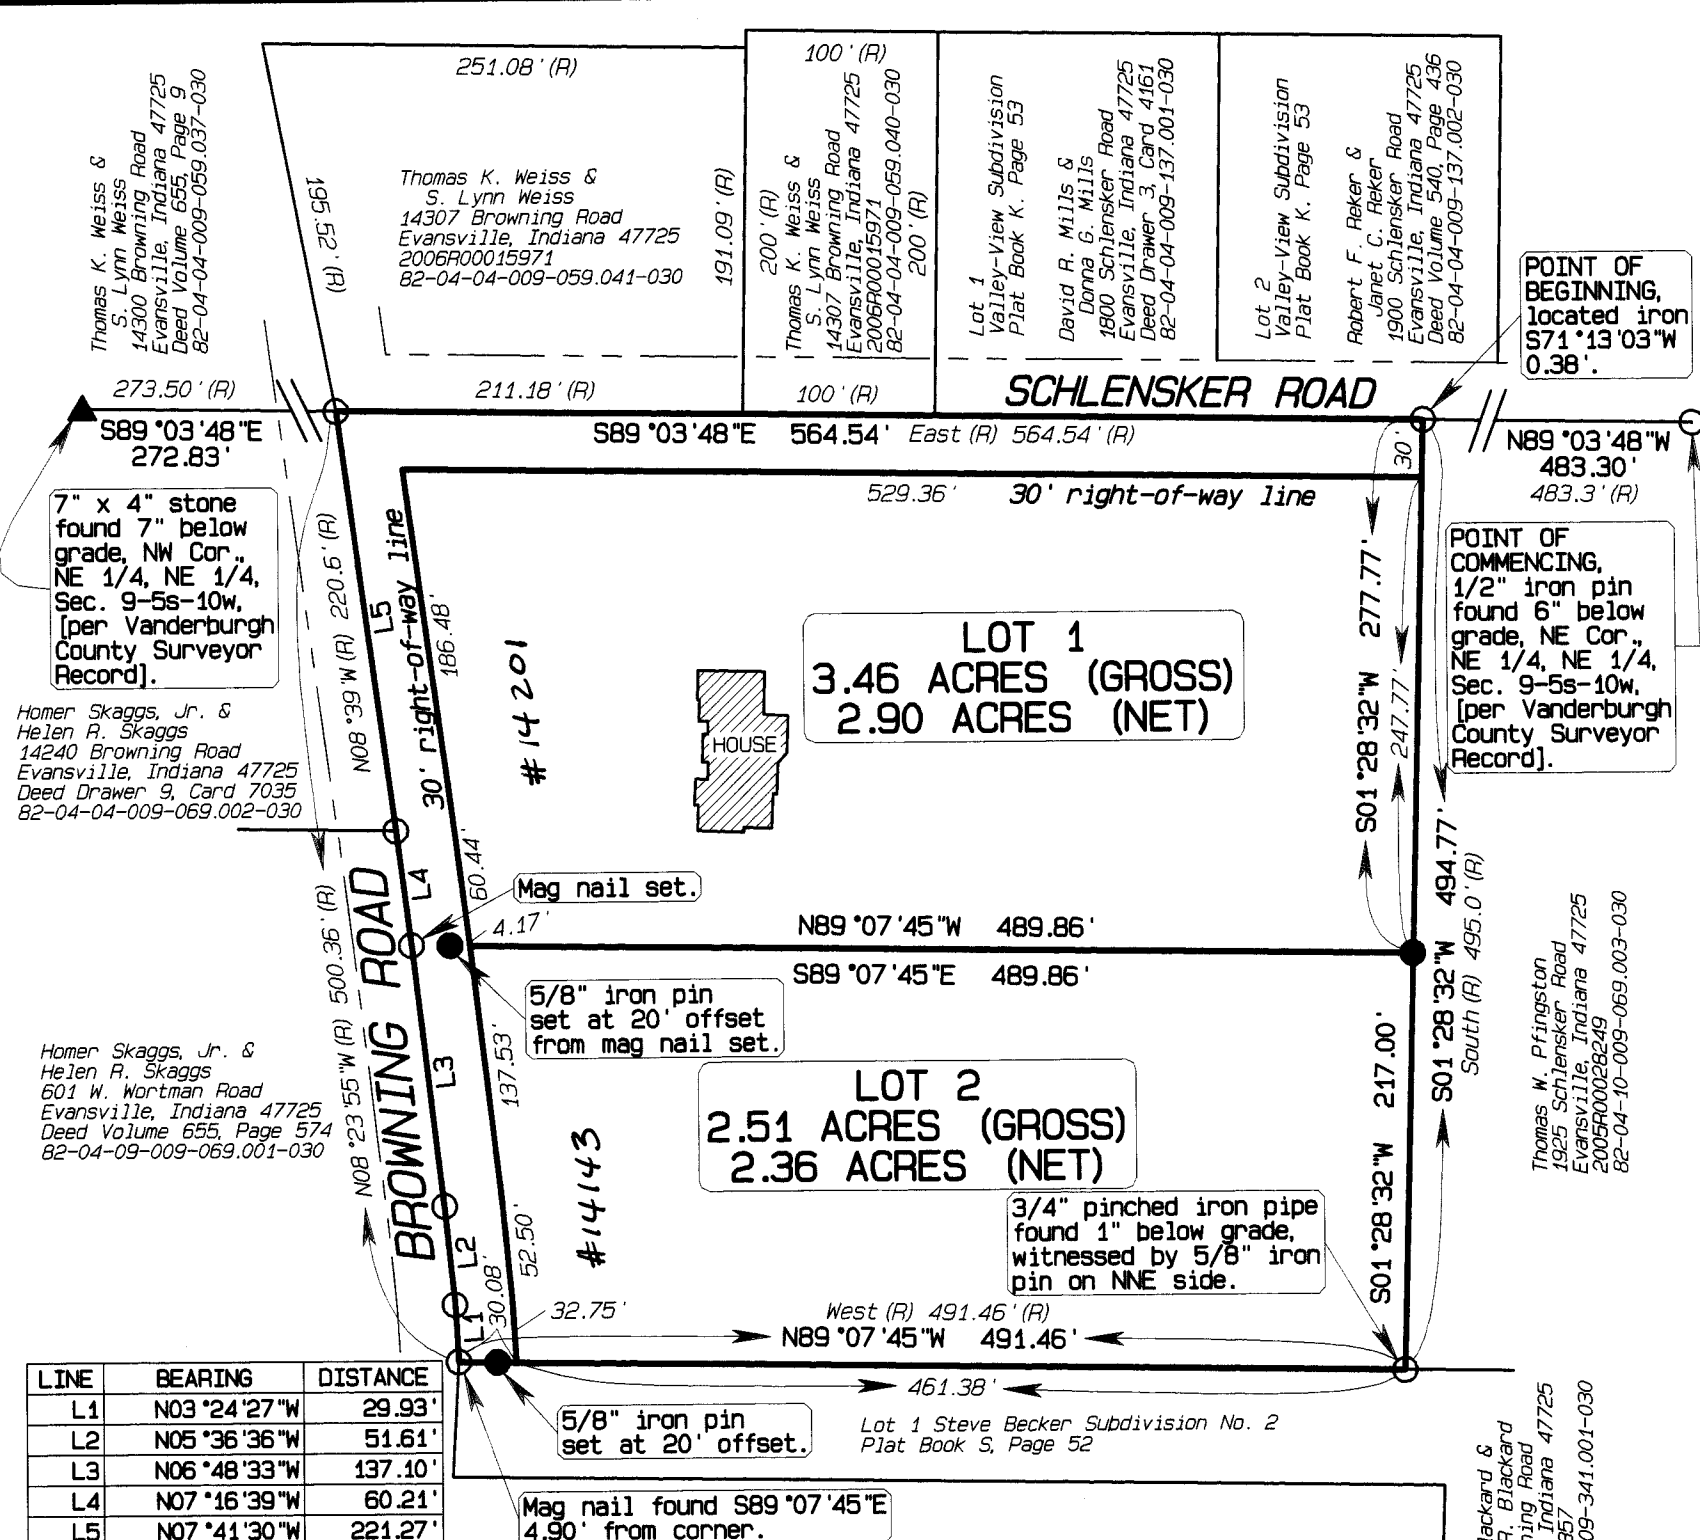 251.08' (R)
100' (R)
Thomas K. Weiss &
S. Lynn Weiss
14300 Browning Road
Evansville, Indiana 47725
Deed Volume 655, Page 9
82-04-04-009-059.037-030
195.52' (R)
Thomas K. Weiss &
S. Lynn Weiss
14307 Browning Road
Evansville, Indiana 47725
2006R00015971
82-04-04-009-059.041-030
191.09' (R)
200' (R)
Thomas K. Weiss &
S. Lynn Weiss
14307 Browning Road
Evansville, Indiana 47725
2006R00015971
82-04-04-009-059.040-030
200' (R)
Lot 1
Valley-View Subdivision
Plat Book K. Page 53
David R. Mills &
Donna G. Mills
1800 Schlensker Road
Evansville, Indiana 47725
Deed Drawer 3, Card 4161
82-04-04-009-137.001-030
Lot 2
Valley-View Subdivision
Plat Book K. Page 53
Robert F. Reker &
Janet C. Reker
1900 Schlensker Road
Evansville, Indiana 47725
Deed Volume 540, Page 436
82-04-04-009-137.002-030
POINT OF
BEGINNING,
located iron
S71°13'03"W
0.38'.
273.50' (R)
211.18' (R)
100' (R)
SCHLENSKER ROAD
S89°03'48"E
272.83'
S89°03'48"E 564.54' East (R) 564.54' (R)
30'
N89°03'48"W
483.30'
483.3' (R)
529.36' 30' right-of-way line
7" x 4" stone
found 7" below
grade, NW Cor.,
NE 1/4, NE 1/4,
Sec. 9-5s-10w,
[per Vanderburgh
County Surveyor
Record].
POINT OF
COMMENCING,
1/2" iron pin
found 6" below
grade, NE Cor.,
NE 1/4, NE 1/4,
Sec. 9-5s-10w,
[per Vanderburgh
County Surveyor
Record].
N08°39'W (R) 220.5' (R)
L5
30' right-of-way line
186.48'
#14201
LOT 1
3.46 ACRES (GROSS)
2.90 ACRES (NET)
HOUSE
S01°28'32"W 277.77'
247.77'
Homer Skaggs, Jr. &
Helen R. Skaggs
14240 Browning Road
Evansville, Indiana 47725
Deed Drawer 9, Card 7035
82-04-04-009-069.002-030
L4
60.44'
Mag nail set.
4.17'
N89°07'45"W 489.86'
S89°07'45"E 489.86'
5/8" iron pin
set at 20' offset
from mag nail set.
S01°28'32"W 494.77'
South (R) 495.0' (R)
Thomas W. Pfingston
1925 Schlensker Road
Evansville, Indiana 47725
2005R00028249
82-04-10-009-069.003-030
BROWNING ROAD
N08°23'55"W (R) 500.36' (R)
Homer Skaggs, Jr. &
Helen R. Skaggs
601 W. Wortman Road
Evansville, Indiana 47725
Deed Volume 655, Page 574
82-04-09-009-069.001-030
L3
137.53'
LOT 2
2.51 ACRES (GROSS)
2.36 ACRES (NET)
#14143
S01°28'32"W 217.00'
3/4" pinched iron pipe
found 1" below grade,
witnessed by 5/8" iron
pin on NNE side.
L2
52.50'
L1
30.08'
32.75'
West (R) 491.46' (R)
N89°07'45"W 491.46'
461.38'
5/8" iron pin
set at 20' offset.
Lot 1 Steve Becker Subdivision No. 2
Plat Book S, Page 52
LINE BEARING DISTANCE
L1 N03°24'27"W 29.93'
L2 N05°36'36"W 51.61'
L3 N06°48'33"W 137.10'
L4 N07°16'39"W 60.21'
L5 N07°41'30"W 221.27'
Mag nail found S89°07'45"E
4.90' from corner.
&
R. Blackard
Road
Indiana 47725